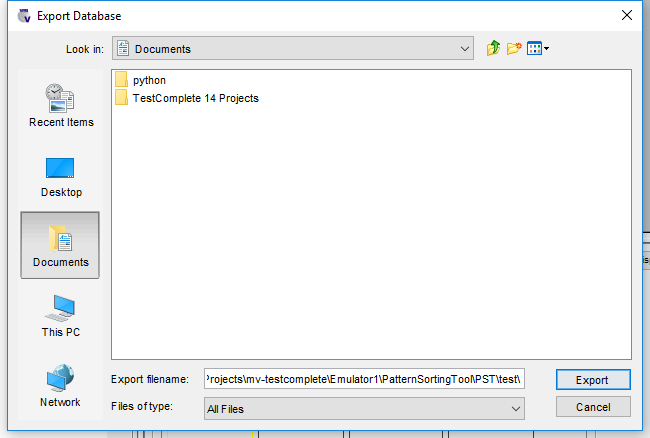 Export Database
Look in:
Documents
python
TestComplete 14 Projects
Recent Items
Desktop
Documents
This PC
Network
Export filename:
Projects\mv-testcomplete\Emulator1\PatternSortingTool\PST\test\
Export
Files of type:
All Files
Cancel